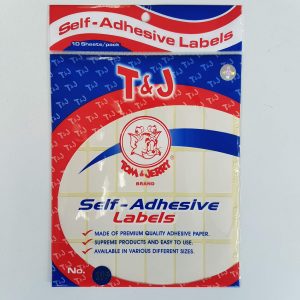 Self-Adhesive Labels
10 Sheets/pack
T&J
TOM & JERRY
BRAND
Self-Adhesive
Labels
✓ MADE OF PREMIUM QUALITY ADHESIVE PAPER.
✓ SUPREME PRODUCTS AND EASY TO USE.
✓ AVAILABLE IN VARIOUS DIFFERENT SIZES.
No.